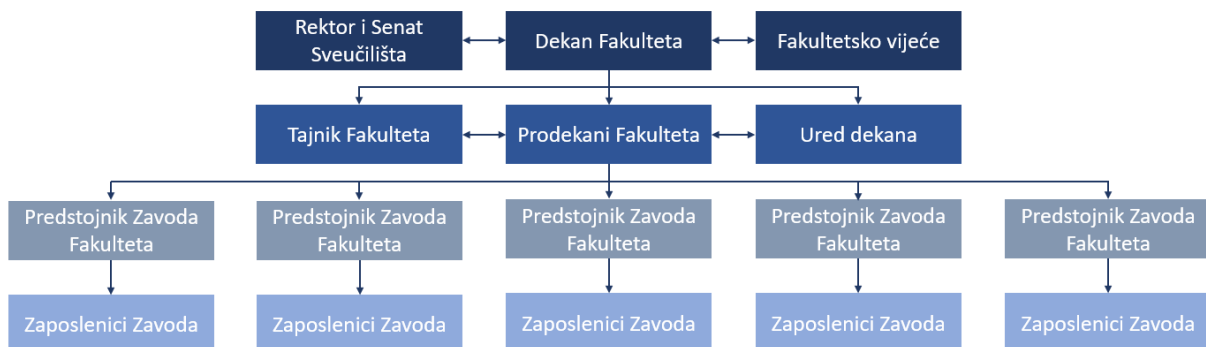 Rektor i Senat
Sveučilišta
Dekan Fakulteta
Fakultetsko vijeće
Tajnik Fakulteta
Prodekani Fakulteta
Ured dekana
Predstojnik Zavoda
Fakulteta
Predstojnik Zavoda
Fakulteta
Predstojnik Zavoda
Fakulteta
Predstojnik Zavoda
Fakulteta
Predstojnik Zavoda
Fakulteta
Zaposlenici Zavoda
Zaposlenici Zavoda
Zaposlenici Zavoda
Zaposlenici Zavoda
Zaposlenici Zavoda